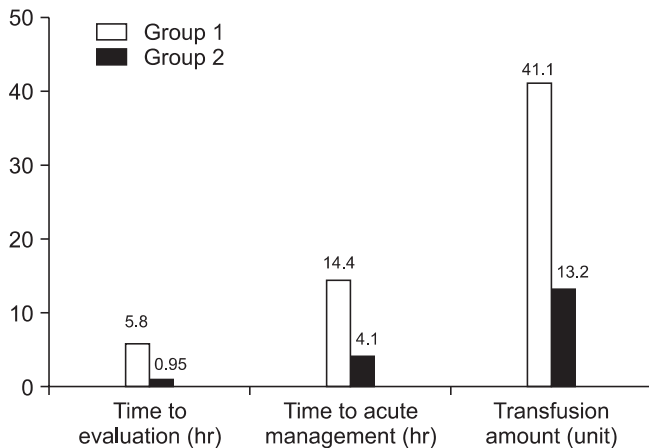 50
40
30
20
10
0
Group 1
Group 2
5.8
0.95
14.4
4.1
41.1
13.2
Time to
evaluation (hr)
Time to acute
management (hr)
Transfusion
amount (unit)